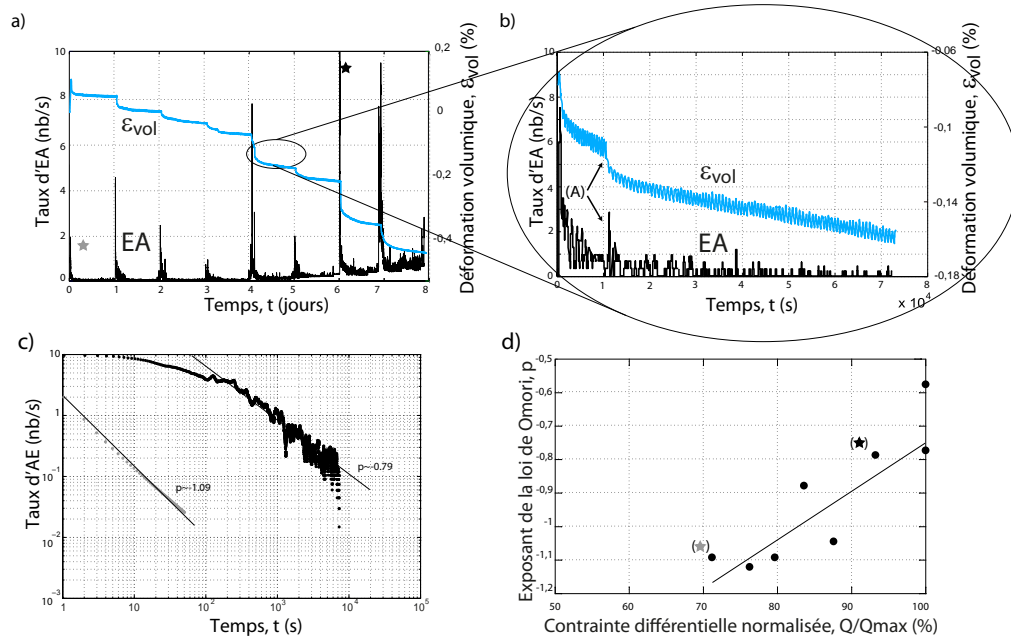 a)
Taux d'EA (nb/s)
10
8
6
4
2
0
0,2
0
-0,2
-0,4
Déformation volumique, εvol (%)
εvol
EA
0 1 2 3 4 5 6 7 8
Temps, t (jours)
b)
Taux d'EA (nb/s)
10
8
6
4
2
0
-0.06
-0,1
-0,14
-0,18
Déformation volumique, εvol (%)
(A)
εvol
EA
0 1 2 3 4 5 6 7 8
x 10^4
Temps, t (s)
c)
Taux d'AE (nb/s)
10
1
10^-1
10^-2
10^-3
p~-1.09
p~-0.79
1 10 10^2 10^3 10^4 10^5
Temps, t (s)
d)
Exposant de la loi de Omori, p
-0,5
-0,6
-0,7
-0,8
-0,9
-1
-1,1
-1,2
(★)
(★)
50 60 70 80 90 100
Contrainte différentielle normalisée, Q/Qmax (%)